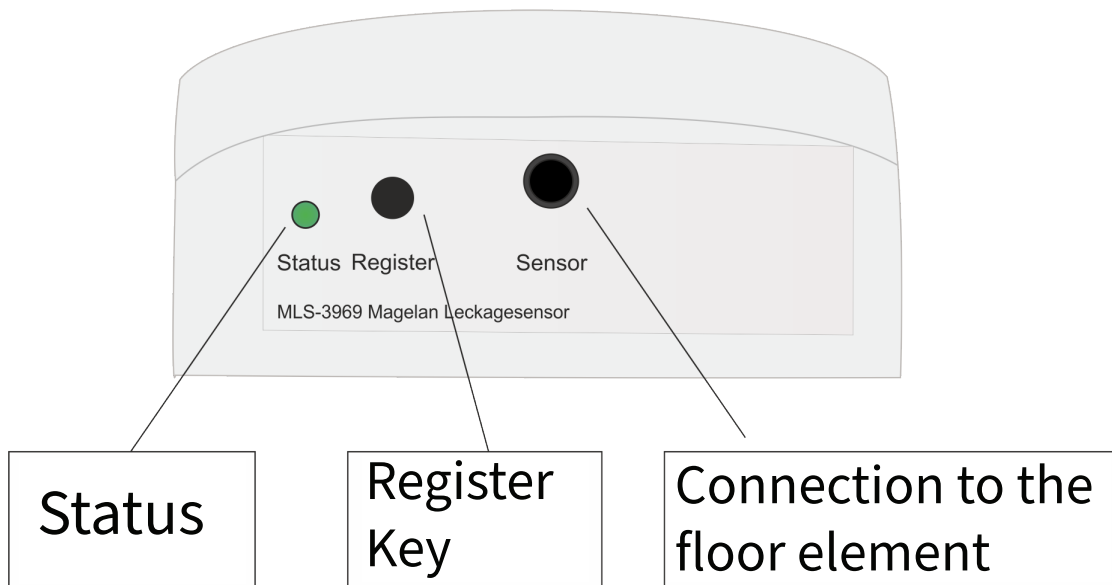 Status Register
Sensor
MLS-3969 Magelan Leckagesensor
Status
Register
Key
Connection to the
floor element